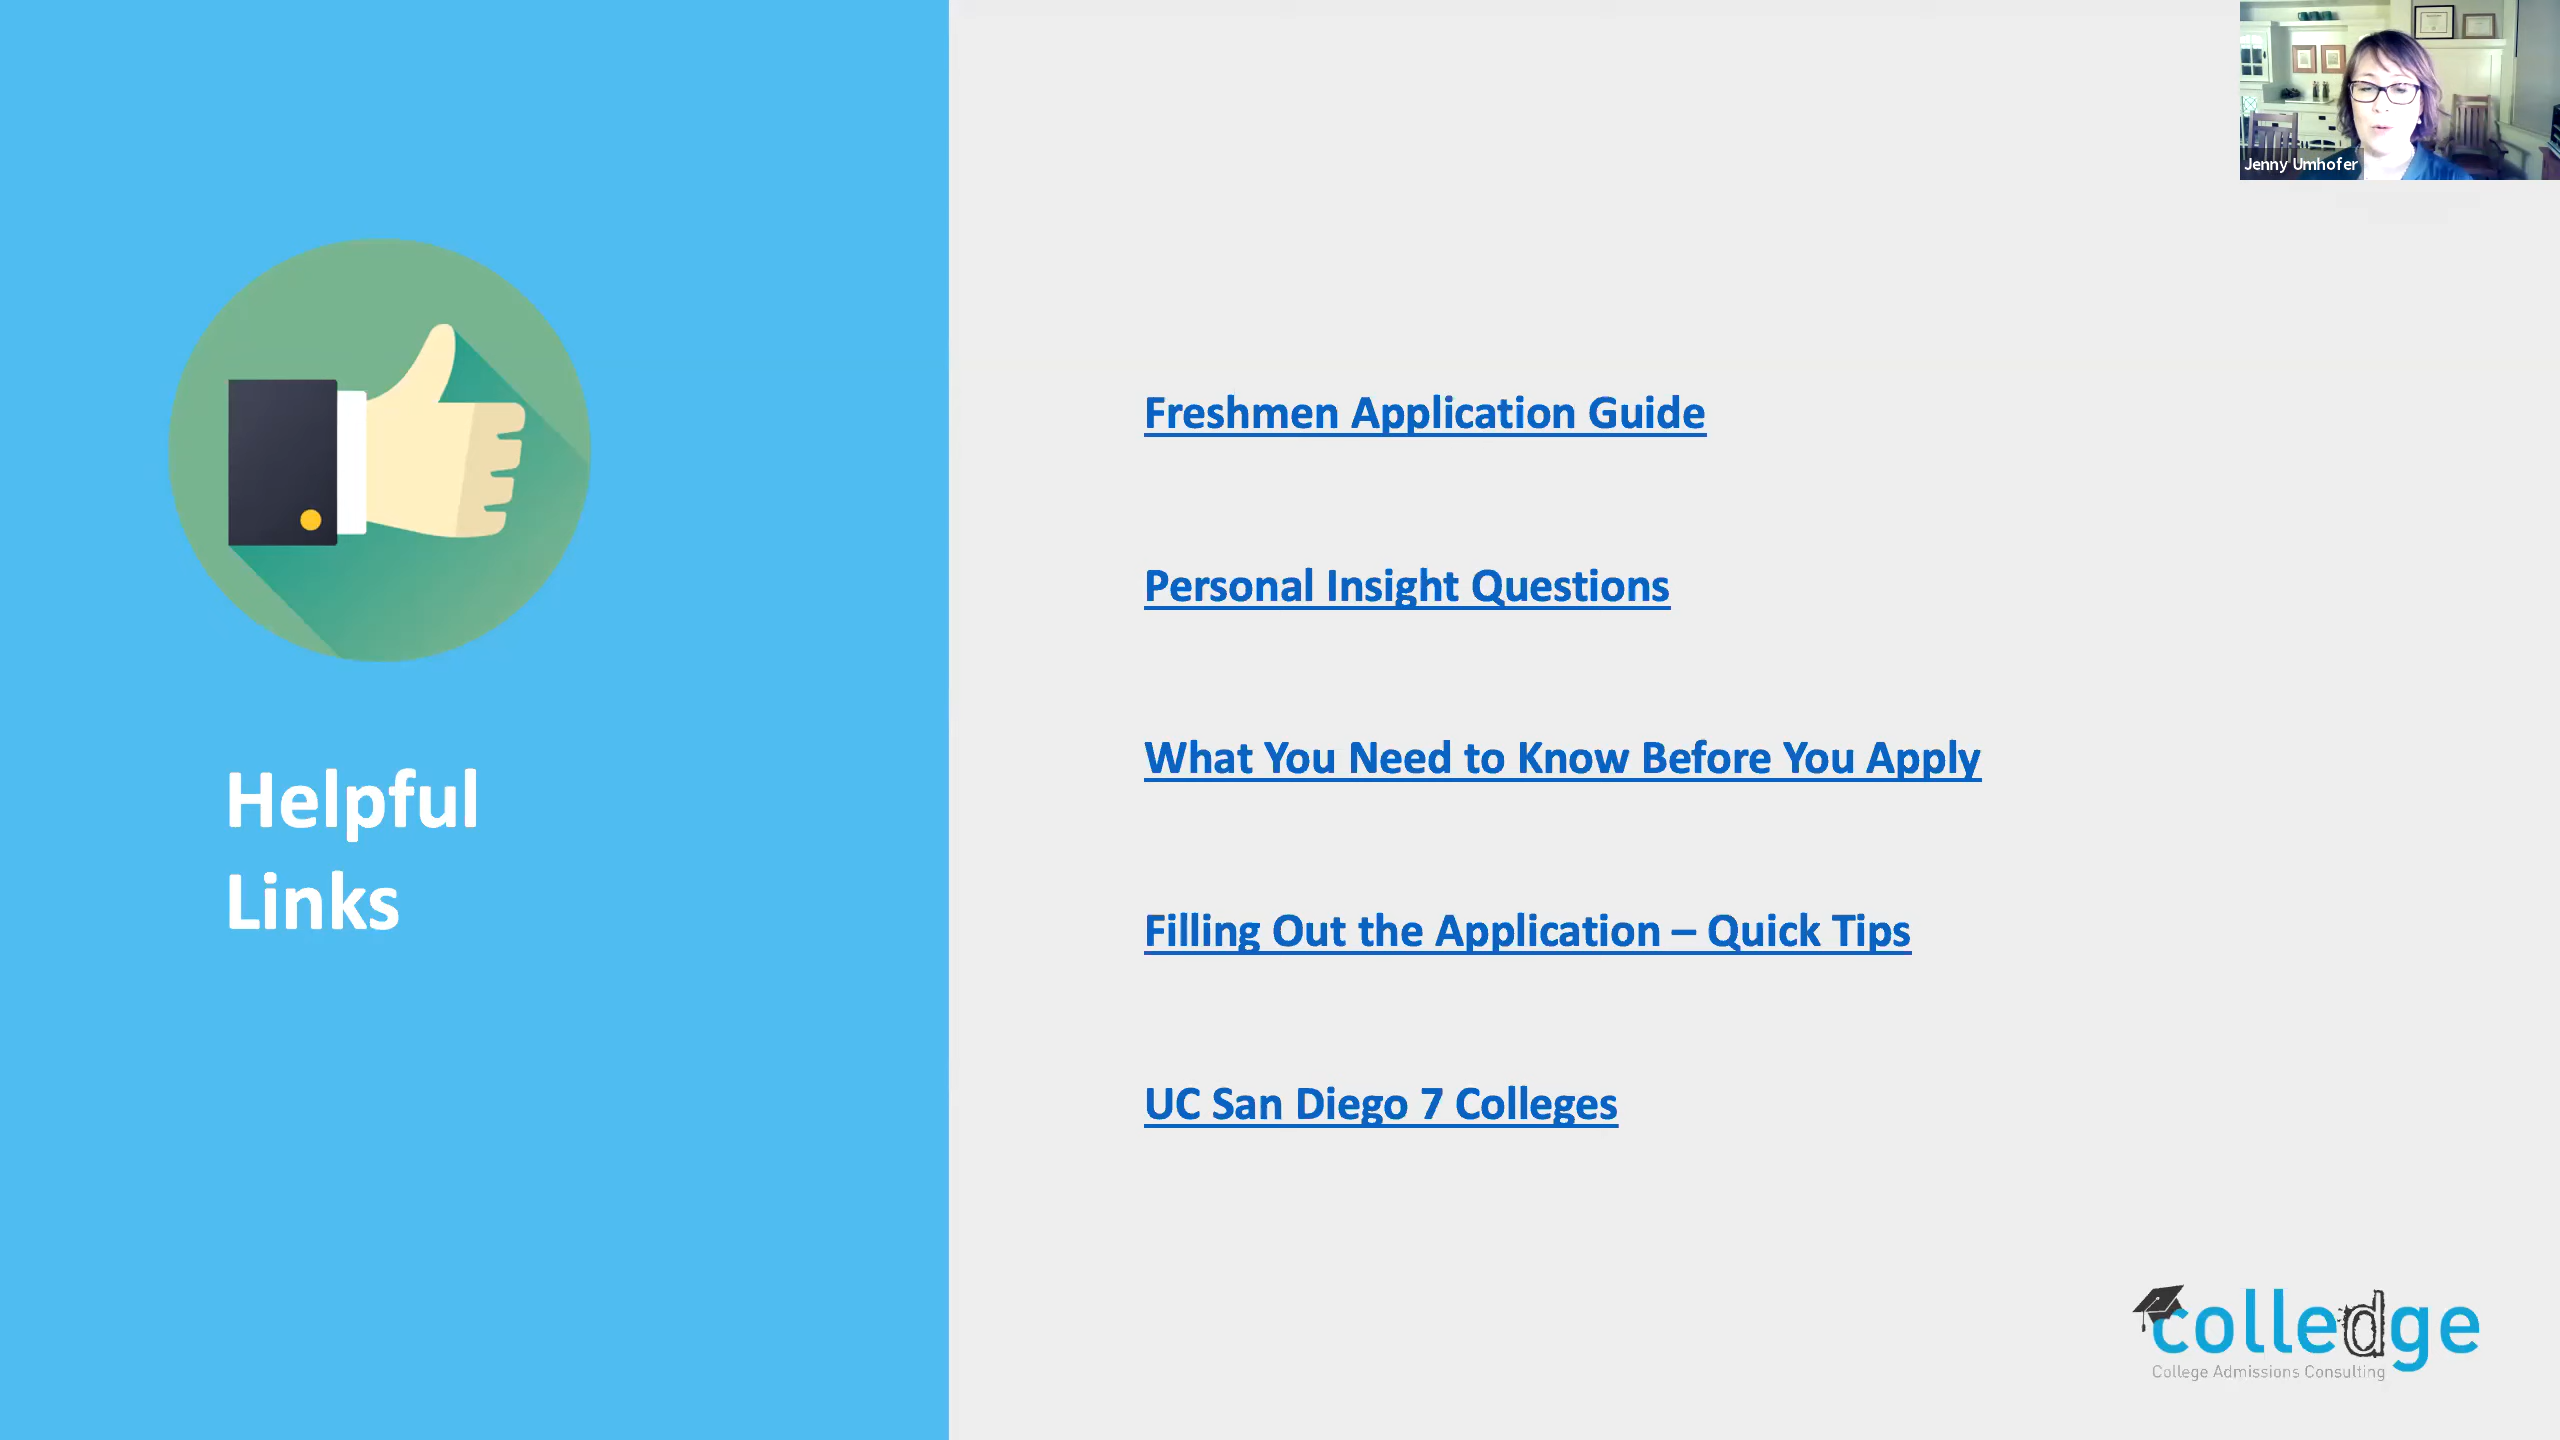 Jenny Umhofer
Helpful
Links
Freshmen Application Guide
Personal Insight Questions
What You Need to Know Before You Apply
Filling Out the Application – Quick Tips
UC San Diego 7 Colleges
colledge
College Admissions Consulting